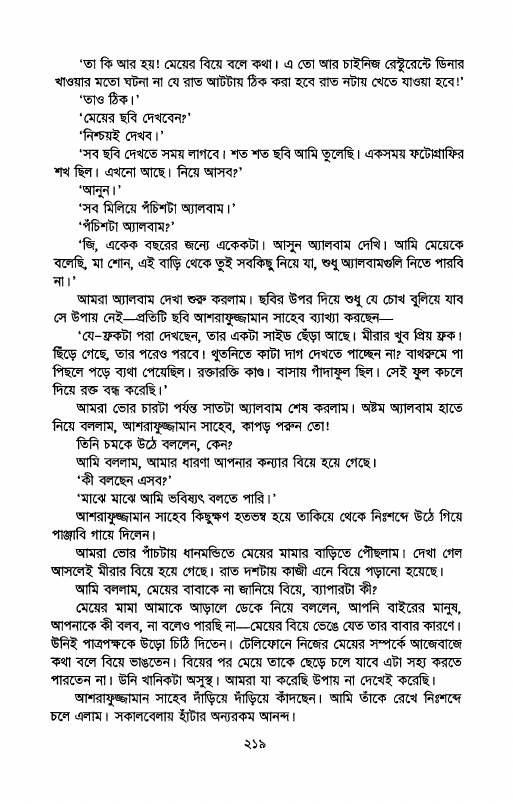 ‘তা কি আর হয়! মেয়ের বিয়ে বলে কথা। এ তো আর চাইনিজ রেস্টুরেন্টে ডিনার
খাওয়ার মতো ঘটনা না যে রাত আটটায় ঠিক করা হবে রাত নটায় খেতে যাওয়া হবে!’
‘তাও ঠিক।’
‘মেয়ের ছবি দেখবেন?’
‘নিশ্চয়ই দেখব।’
‘সব ছবি দেখতে সময় লাগবে। শত শত ছবি আমি তুলেছি। একসময় ফটোগ্রাফির
শখ ছিল। এখনো আছে। নিয়ে আসব?’
‘আনুন।’
‘সব মিলিয়ে পঁচিশটা অ্যালবাম।’
‘পঁচিশটা অ্যালবাম?’
‘জি, একেক বছরের জন্যে একেকটা। আসুন অ্যালবাম দেখি। আমি মেয়েকে
বলেছি, মা শোন, এই বাড়ি থেকে তুই সবকিছু নিয়ে যা, শুধু অ্যালবামগুলি নিতে পারবি
না।’
আমরা অ্যালবাম দেখা শুরু করলাম। ছবির উপর দিয়ে শুধু যে চোখ বুলিয়ে যাব
সে উপায় নেই—প্রতিটি ছবি আশরাফুজ্জামান সাহেব ব্যাখ্যা করছেন—
‘যে-ফ্রকটা পরা দেখছেন, তার একটা সাইড ছেঁড়া আছে। মীরার খুব প্রিয় ফ্রক।
ছিঁড়ে গেছে, তার পরেও পরবে। থুতনিতে কাটা দাগ দেখতে পাচ্ছেন না? বাথরুমে পা
পিছলে পড়ে ব্যথা পেয়েছিল। রক্তারক্তি কাণ্ড। বাসায় গাঁদাফুল ছিল। সেই ফুল কচলে
দিয়ে রক্ত বন্ধ করেছি।’
আমরা ভোর চারটা পর্যন্ত সাতটা অ্যালবাম শেষ করলাম। অষ্টম অ্যালবাম হাতে
নিয়ে বললাম, আশরাফুজ্জামান সাহেব, কাপড় পরুন তো!
তিনি চমকে উঠে বললেন, কেন?
আমি বললাম, আমার ধারণা আপনার কন্যার বিয়ে হয়ে গেছে।
‘কী বলছেন এসব?’
‘মাঝে মাঝে আমি ভবিষ্যৎ বলতে পারি।’
আশরাফুজ্জামান সাহেব কিছুক্ষণ হতভম্ব হয়ে তাকিয়ে থেকে নিঃশব্দে উঠে গিয়ে
পাঞ্জাবি গায়ে দিলেন।
আমরা ভোর পাঁচটায় ধানমন্ডিতে মেয়ের মামার বাড়িতে পৌঁছলাম। দেখা গেল
আসলেই মীরার বিয়ে হয়ে গেছে। রাত দশটায় কাজী এনে বিয়ে পড়ানো হয়েছে।
আমি বললাম, মেয়ের বাবাকে না জানিয়ে বিয়ে, ব্যাপারটা কী?
মেয়ের মামা আমাকে আড়ালে ডেকে নিয়ে বললেন, আপনি বাইরের মানুষ,
আপনাকে কী বলব, না বলেও পারছি না—মেয়ের বিয়ে ভেঙে যেত তার বাবার কারণে।
উনিই পাত্রপক্ষকে উড়ো চিঠি দিতেন। টেলিফোনে নিজের মেয়ের সম্পর্কে আজেবাজে
কথা বলে বিয়ে ভাঙতেন। বিয়ের পর মেয়ে তাকে ছেড়ে চলে যাবে এটা সহ্য করতে
পারতেন না। উনি খানিকটা অসুস্থ। আমরা যা করেছি উপায় না দেখেই করেছি।
আশরাফুজ্জামান সাহেব দাঁড়িয়ে দাঁড়িয়ে কাঁদছেন। আমি তাঁকে রেখে নিঃশব্দে
চলে এলাম। সকালবেলায় হাঁটার অন্যরকম আনন্দ।
২১৯